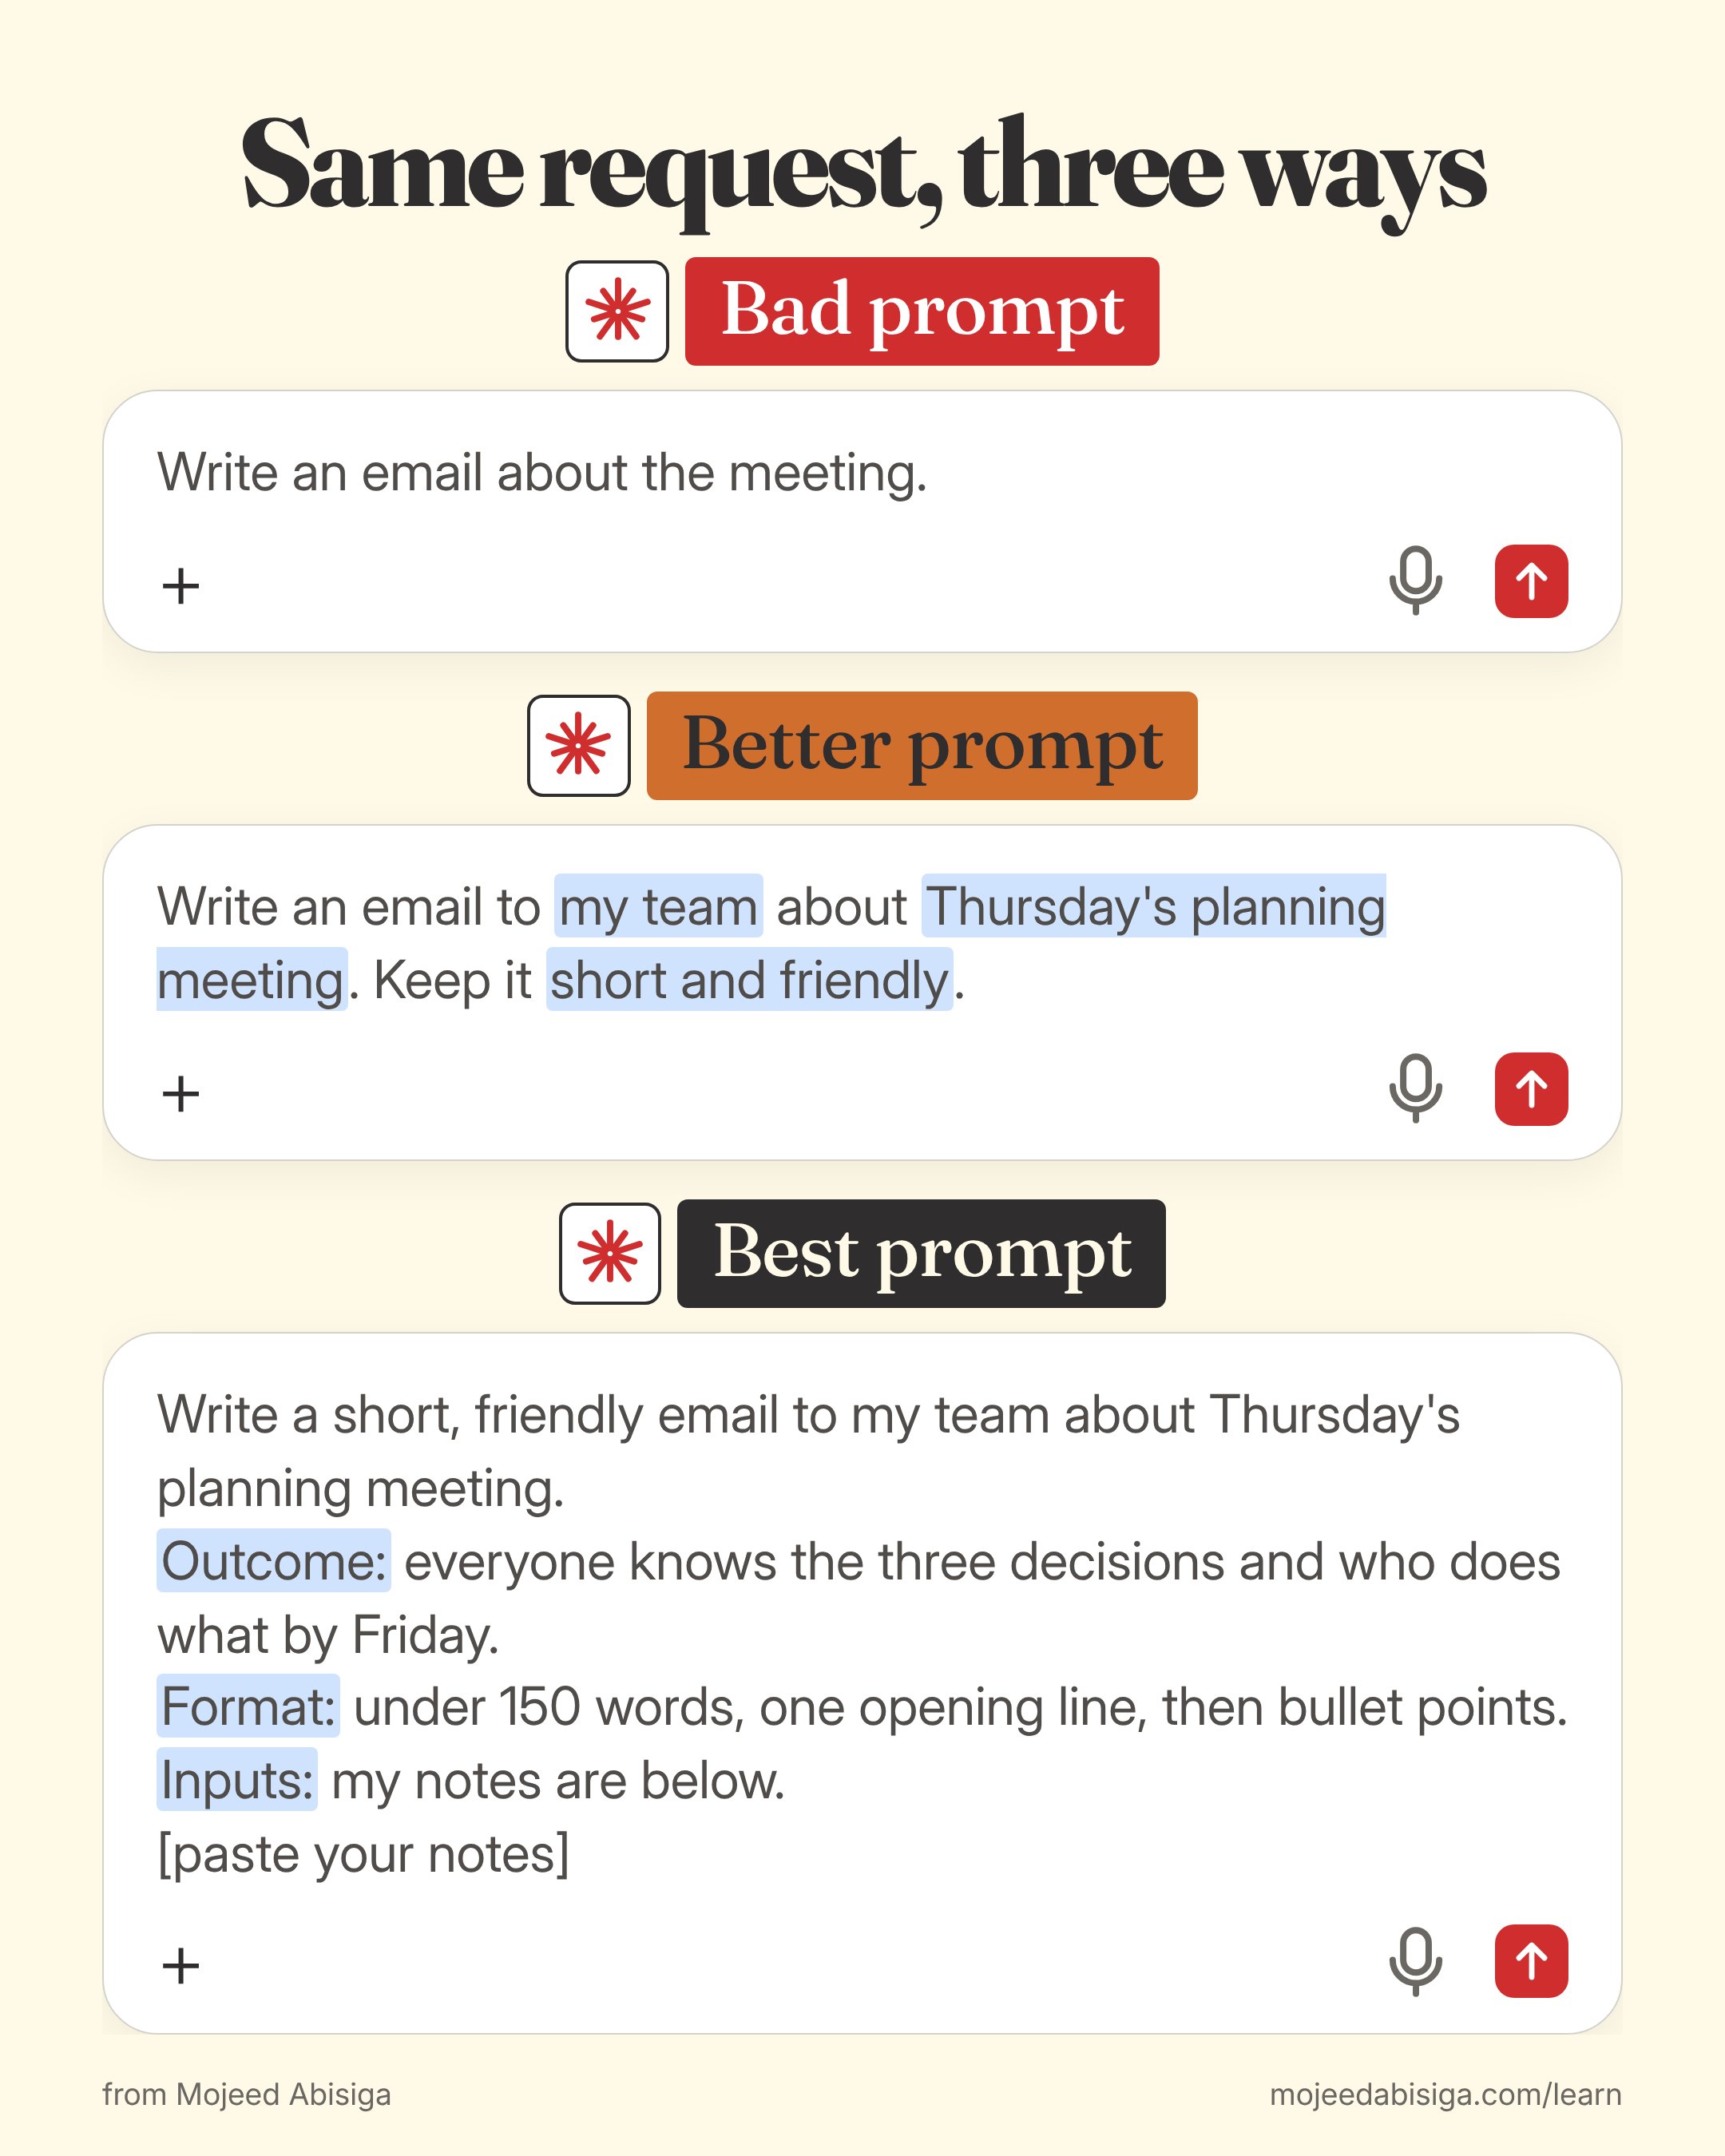 Same request, three ways
Bad prompt
Write an email about the meeting.
Better prompt
Write an email to my team about Thursday's planning
meeting. Keep it short and friendly.
Best prompt
Write a short, friendly email to my team about Thursday's
planning meeting.
Outcome: everyone knows the three decisions and who does
what by Friday.
Format: under 150 words, one opening line, then bullet points.
Inputs: my notes are below.
[paste your notes]
from Mojeed Abisiga
mojeedabisiga.com/learn